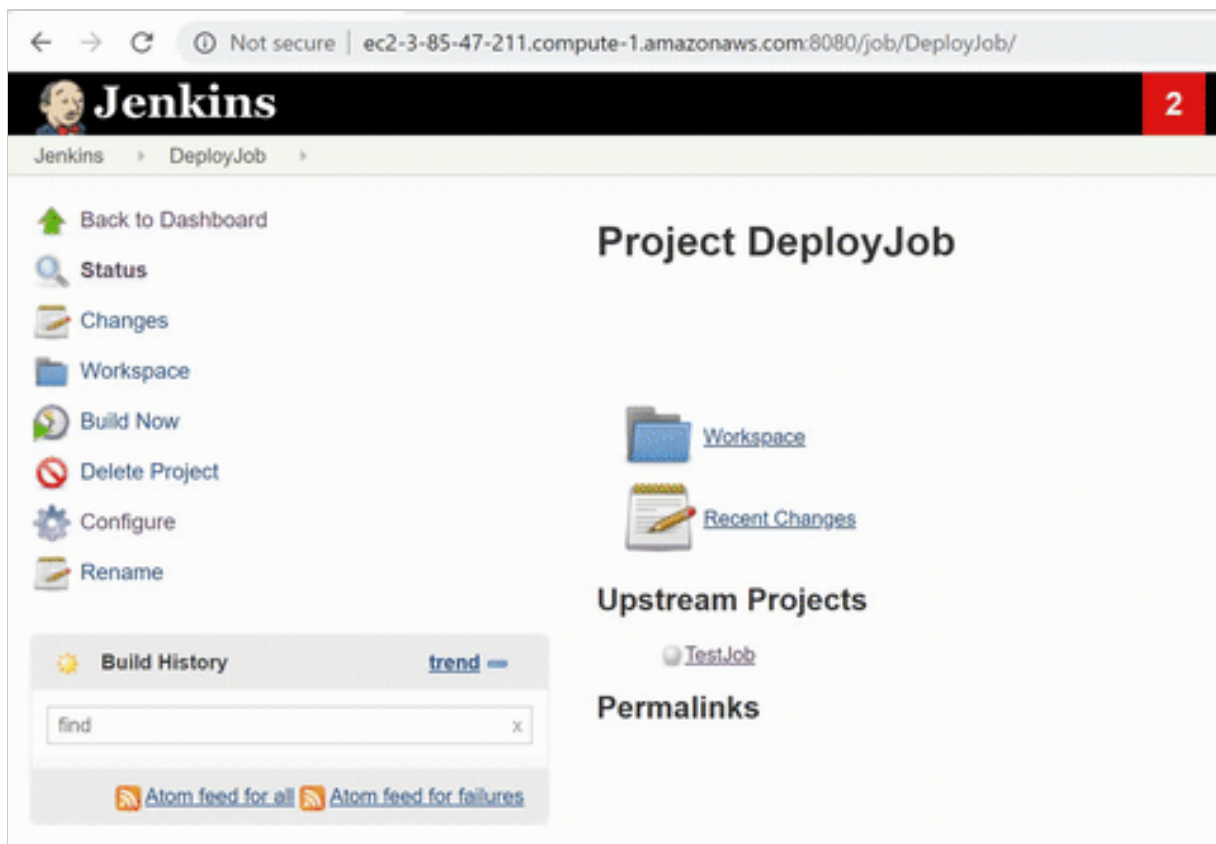 Not secure | ec2-3-85-47-211.compute-1.amazonaws.com:8080/job/DeployJob/
Jenkins
2
Jenkins
DeployJob
Back to Dashboard
Status
Changes
Workspace
Build Now
Delete Project
Configure
Rename
Build History
trend
find
x
Atom feed for all
Atom feed for failures
Project DeployJob
Workspace
Recent Changes
Upstream Projects
TestJob
Permalinks